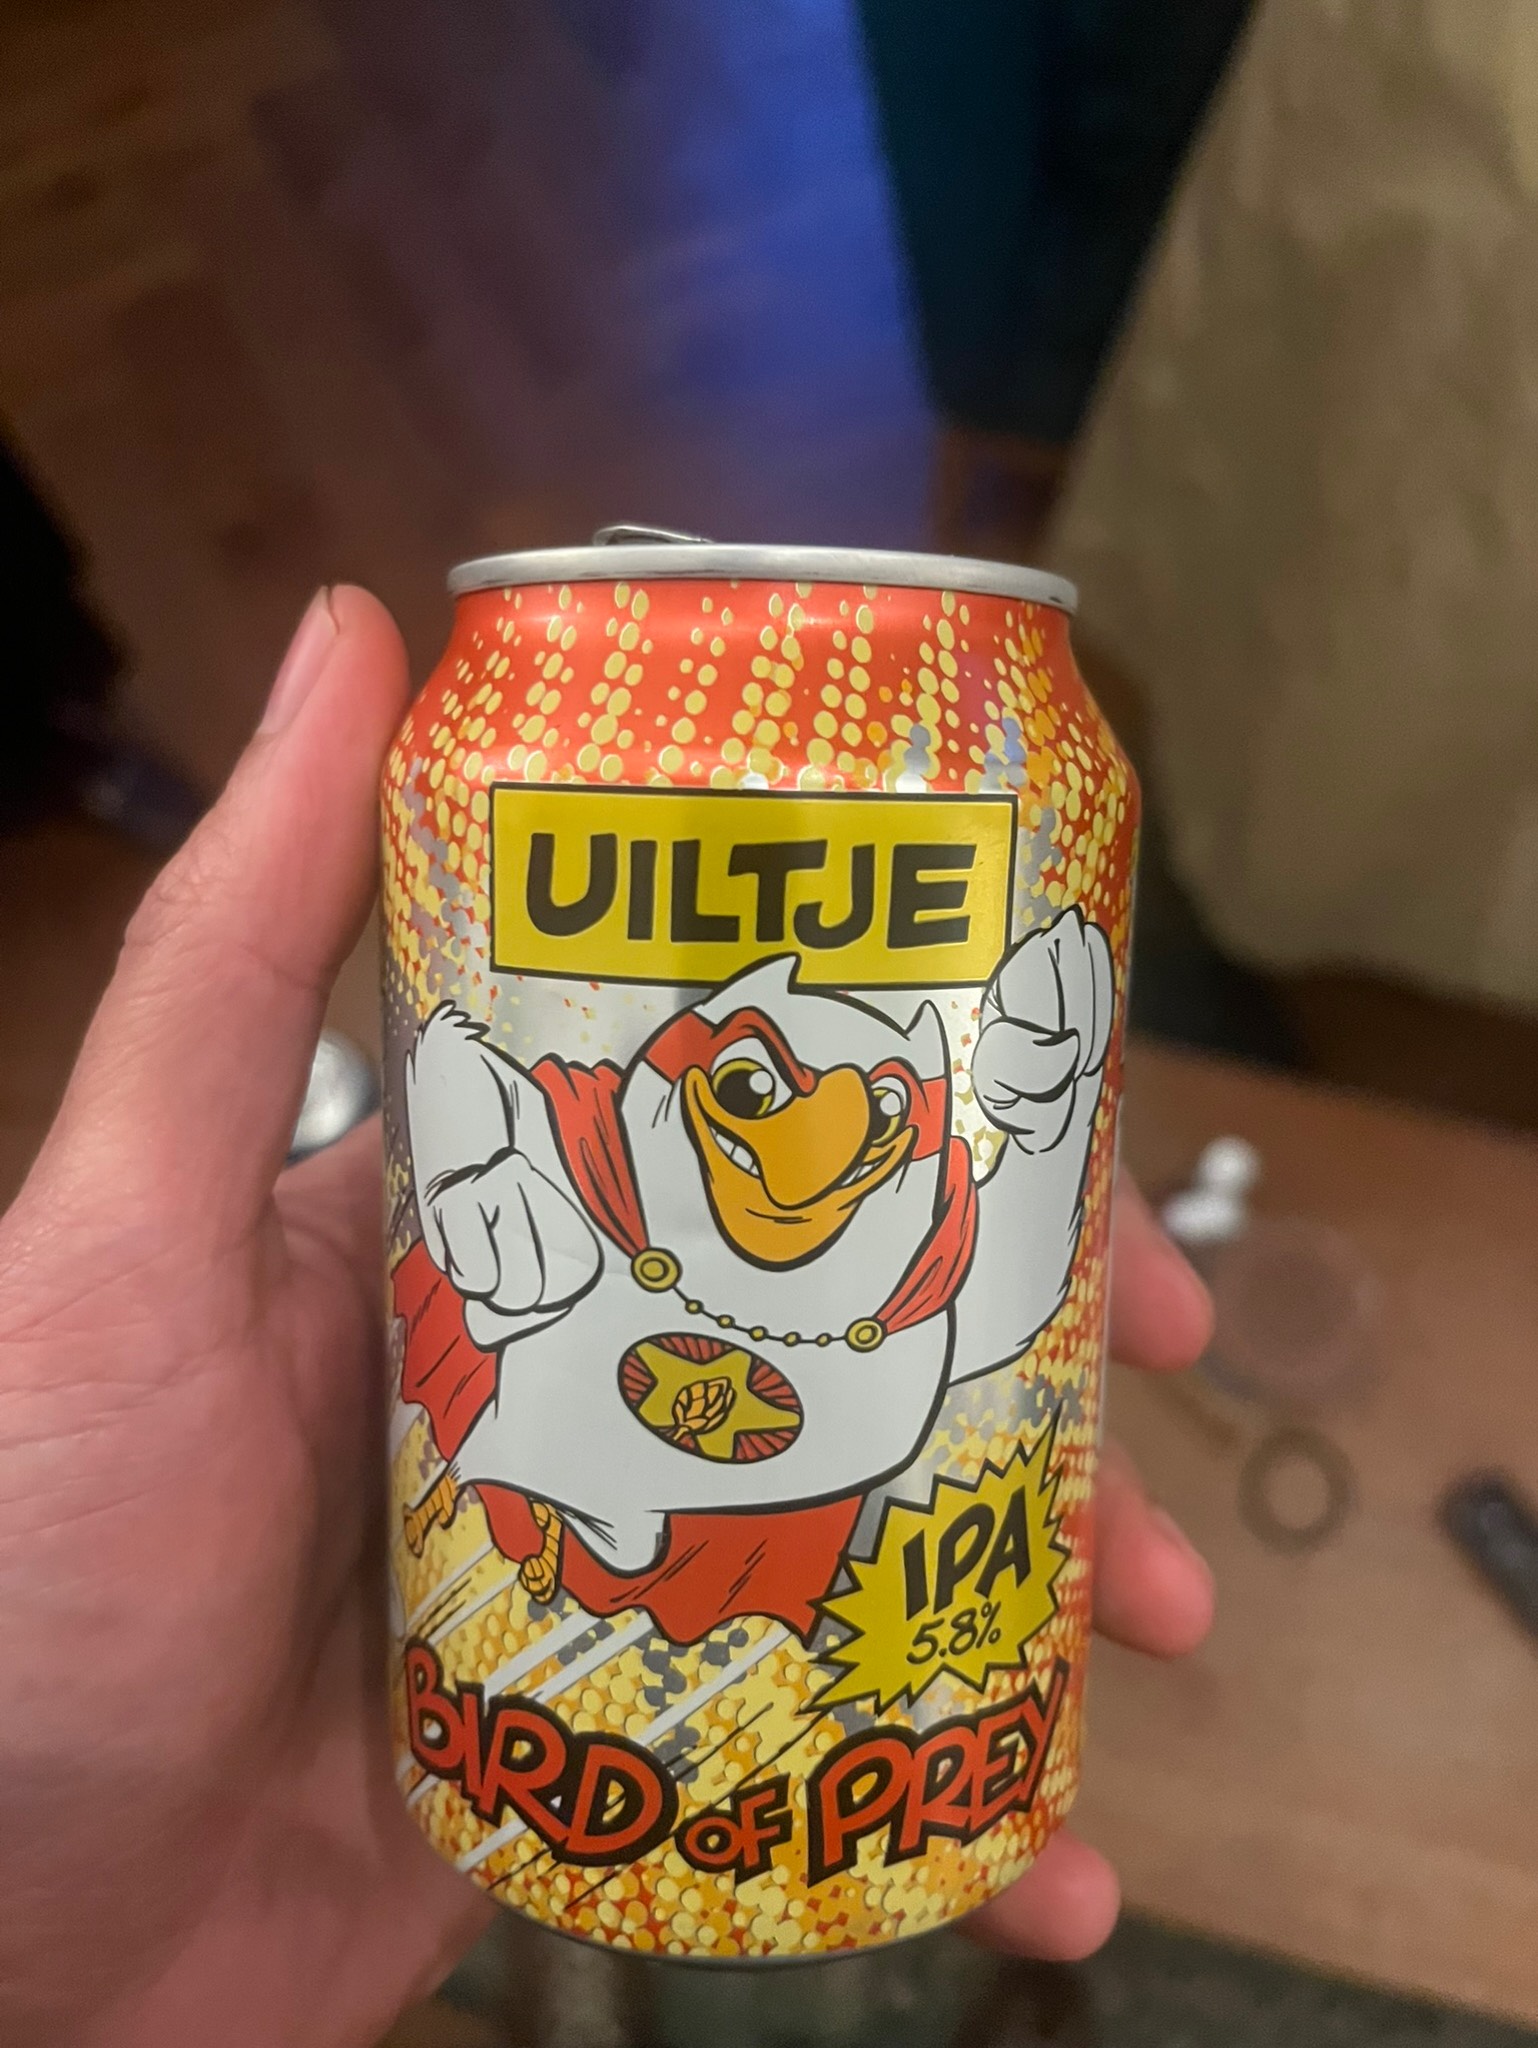 UILTJE
IPA
5.8%
BIRD OF PREY